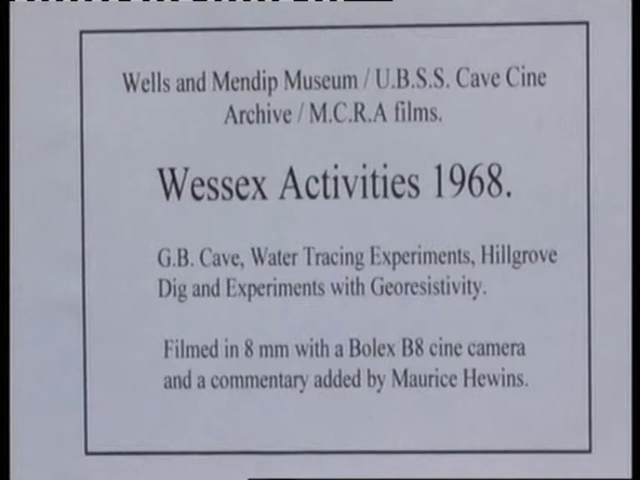 Wells and Mendip Museum / U.B.S.S. Cave Cine
Archive / M.C.R.A films.
Wessex Activities 1968.
G.B. Cave, Water Tracing Experiments, Hillgrove
Dig and Experiments with Georesistivity.
Filmed in 8 mm with a Bolex B8 cine camera
and a commentary added by Maurice Hewins.